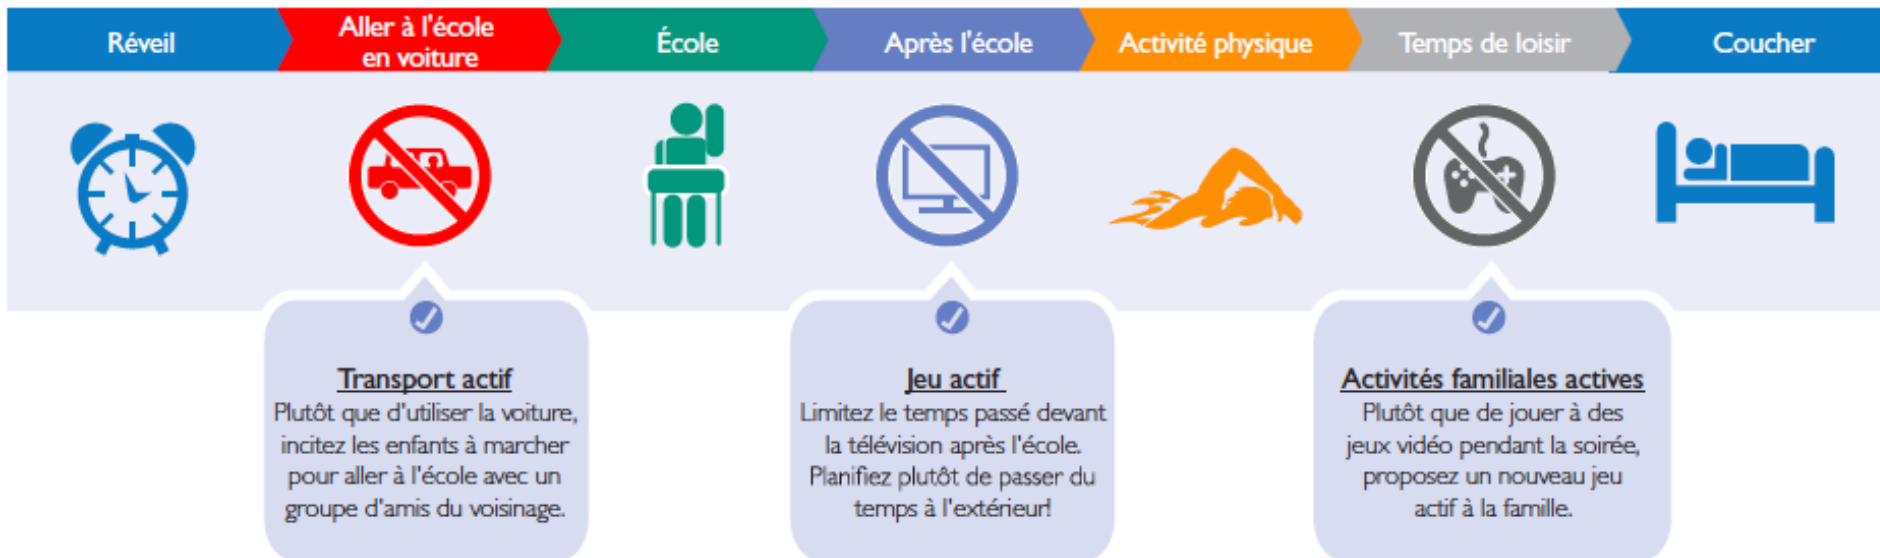 Réveil
Aller à l'école
en voiture
École
Après l'école
Activité physique
Temps de loisir
Coucher
Transport actif
Plutôt que d'utiliser la voiture,
incitez les enfants à marcher
pour aller à l'école avec un
groupe d'amis du voisinage.
Jeu actif
Limitez le temps passé devant
la télévision après l'école.
Planifiez plutôt de passer du
temps à l'extérieur!
Activités familiales actives
Plutôt que de jouer à des
jeux vidéo pendant la soirée,
proposez un nouveau jeu
actif à la famille.